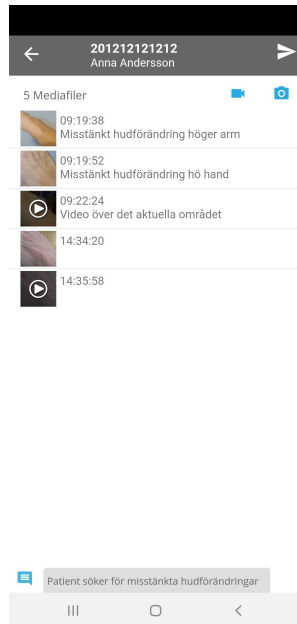 201212121212
Anna Andersson
5 Mediafiler
09:19:38
Misstänkt hudförändring höger arm
09:19:52
Misstänkt hudförändring hö hand
09:22:24
Video över det aktuella området
14:34:20
14:35:58
Patient söker för misstänkta hudförändringar